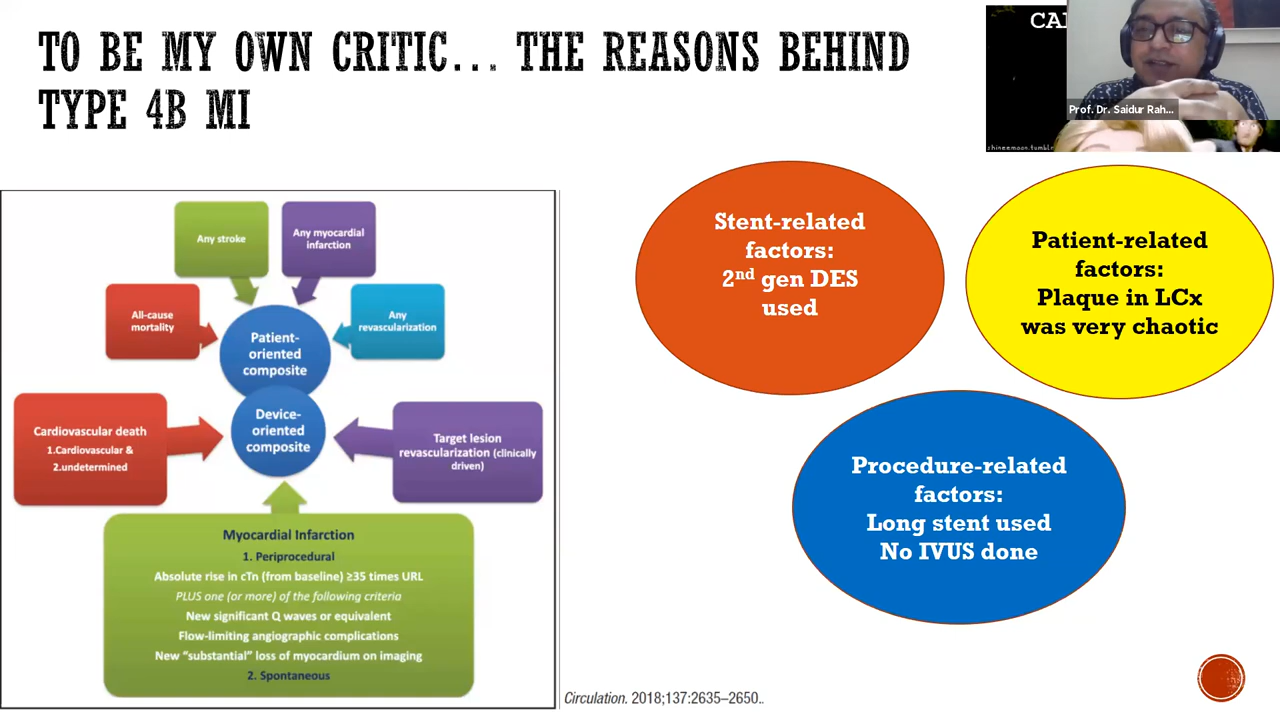 TO BE MY OWN CRITIC... THE REASONS BEHIND
TYPE 4B MI
Prof. Dr. Saidur Rah...
Any stroke
Any myocardial
infarction
All-cause
mortality
Any
revascularization
Patient-
oriented
composite
Device-
oriented
composite
Cardiovascular death
1.Cardiovascular &
2.undetermined
Target lesion
revascularization (clinically
driven)
Myocardial Infarction
1. Periprocedural
Absolute rise in cTn (from baseline) ≥35 times URL
PLUS one (or more) of the following criteria
New significant Q waves or equivalent
Flow-limiting angiographic complications
New “substantial” loss of myocardium on imaging
2. Spontaneous
Circulation. 2018;137:2635–2650..
Stent-related
factors:
2nd gen DES
used
Patient-related
factors:
Plaque in LCx
was very chaotic
Procedure-related
factors:
Long stent used
No IVUS done